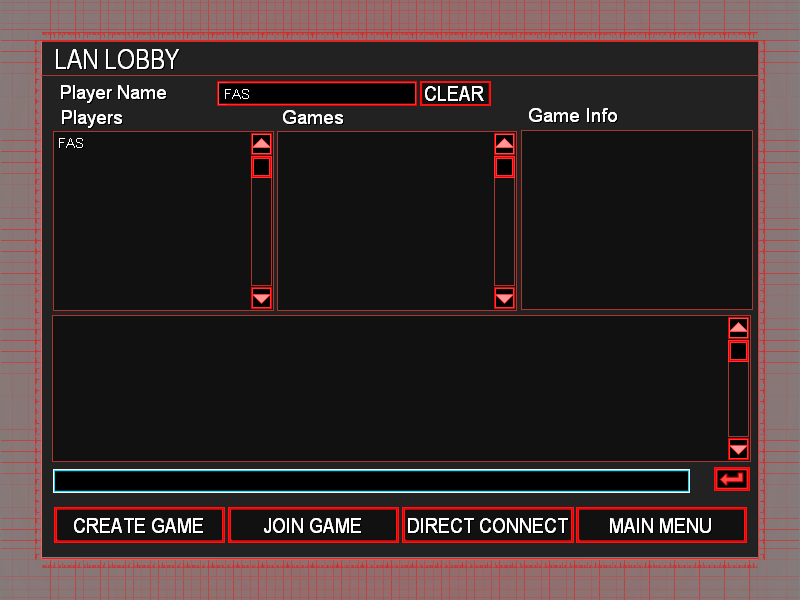 LAN LOBBY
Player Name FAS CLEAR
Players Games Game Info
FAS
CREATE GAME JOIN GAME DIRECT CONNECT MAIN MENU